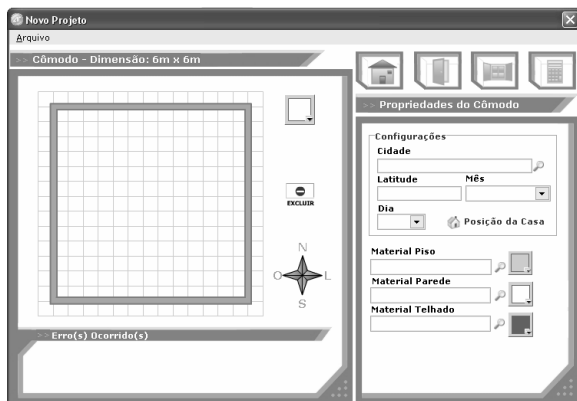 Novo Projeto
Arquivo
>> Cômodo - Dimensão: 6m x 6m
EXCLUIR
N
O
L
S
>> Erro(s) Ocorrido(s)
>> Propriedades do Cômodo
Configurações
Cidade
Latitude
Mês
Dia
Posição da Casa
Material Piso
Material Parede
Material Telhado